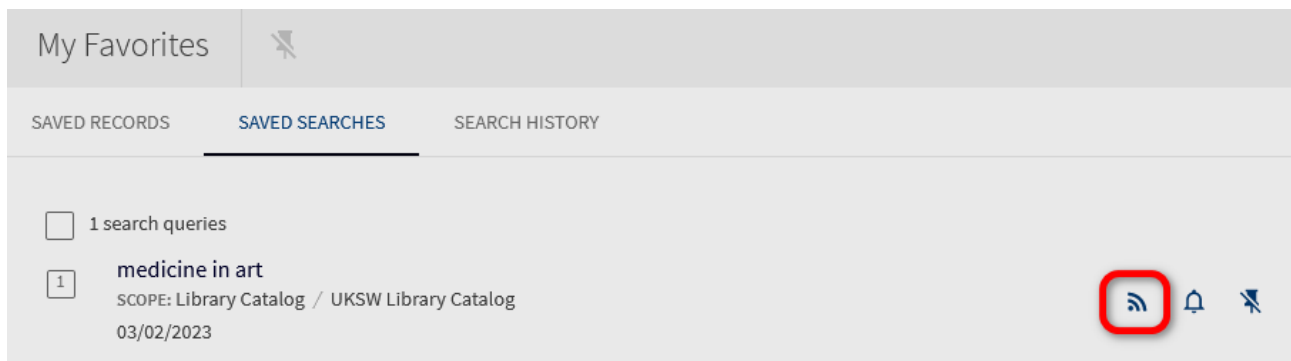 My Favorites
SAVED RECORDS SAVED SEARCHES SEARCH HISTORY
1 search queries
1 medicine in art
SCOPE: Library Catalog / UKSW Library Catalog
03/02/2023